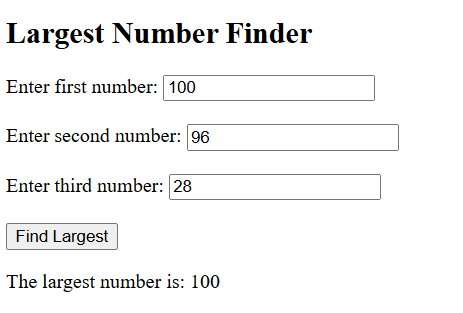 Largest Number Finder
Enter first number: 100
Enter second number: 96
Enter third number: 28
Find Largest
The largest number is: 100